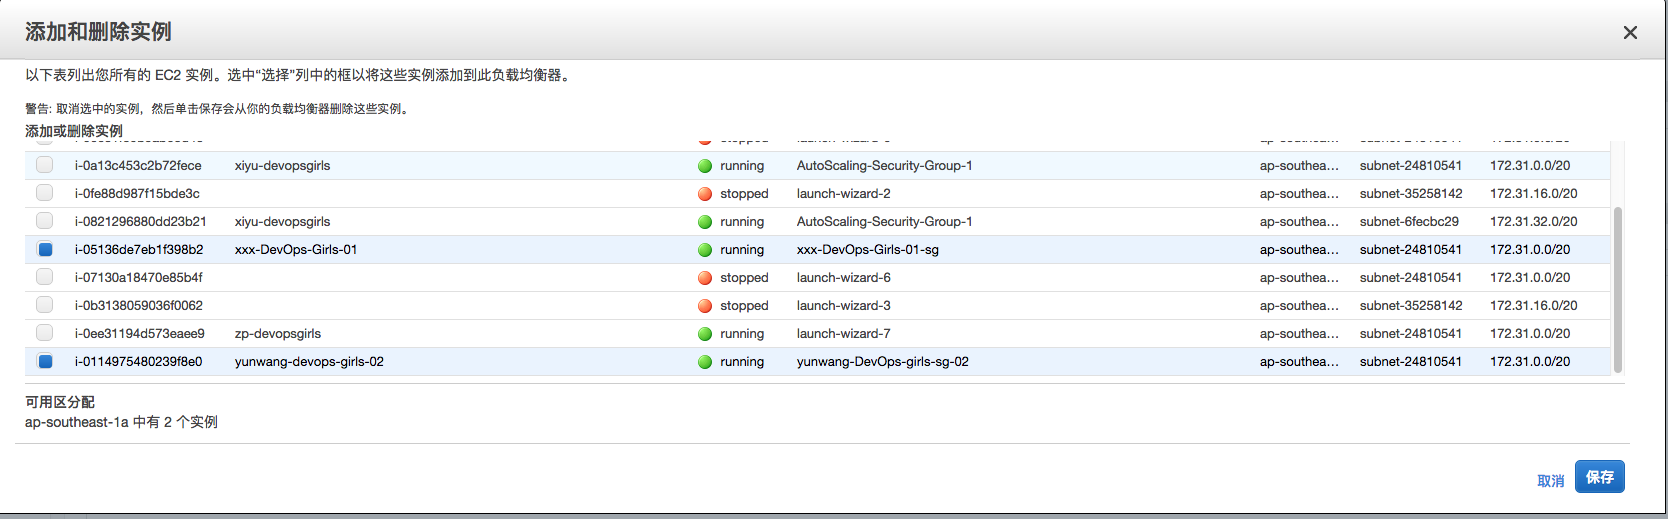 添加和删除实例
以下表列出您所有的 EC2 实例。选中“选择”列中的框以将这些实例添加到此负载均衡器。
警告: 取消选中的实例，然后单击保存会从你的负载均衡器删除这些实例。
添加或删除实例
i-0a13c453c2b72fece xiyu-devopsgirls running AutoScaling-Security-Group-1 ap-southea... subnet-24810541 172.31.0.0/20
i-0fe88d987f15bde3c stopped launch-wizard-2 ap-southea... subnet-35258142 172.31.16.0/20
i-0821296880dd23b21 xiyu-devopsgirls running AutoScaling-Security-Group-1 ap-southea... subnet-6fecbc29 172.31.32.0/20
i-05136de7eb1f398b2 xxx-DevOps-Girls-01 running xxx-DevOps-Girls-01-sg ap-southea... subnet-24810541 172.31.0.0/20
i-07130a18470e85b4f stopped launch-wizard-6 ap-southea... subnet-24810541 172.31.0.0/20
i-0b3138059036f0062 stopped launch-wizard-3 ap-southea... subnet-35258142 172.31.16.0/20
i-0ee31194d573eaee9 zp-devopsgirls running launch-wizard-7 ap-southea... subnet-24810541 172.31.0.0/20
i-0114975480239f8e0 yunwang-devops-girls-02 running yunwang-DevOps-girls-sg-02 ap-southea... subnet-24810541 172.31.0.0/20
可用区分配
ap-southeast-1a 中有 2 个实例
取消 保存